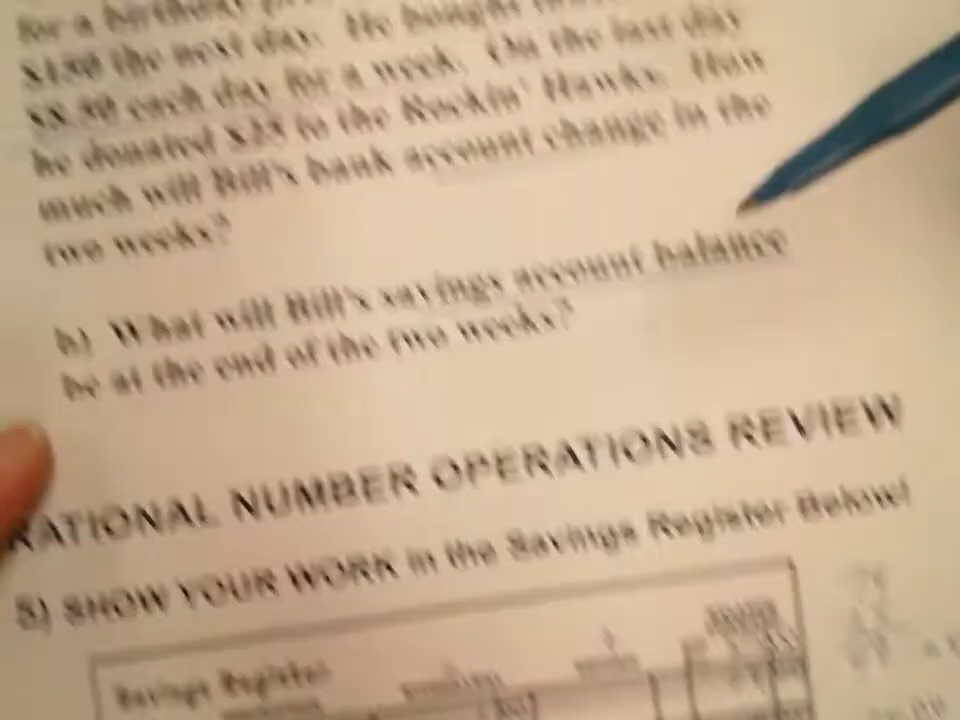 for a birthday
$150 the next day. He bought
$8.50 each day for a week. On the last day
he donated $25 to the Rockin' Hawks. How
much will Bill's bank account change in the
two weeks?
b) What will Bill's savings account balance
be at the end of the two weeks?
RATIONAL NUMBER OPERATIONS REVIEW
5) SHOW YOUR WORK in the Savings Register Below!
Savings Register